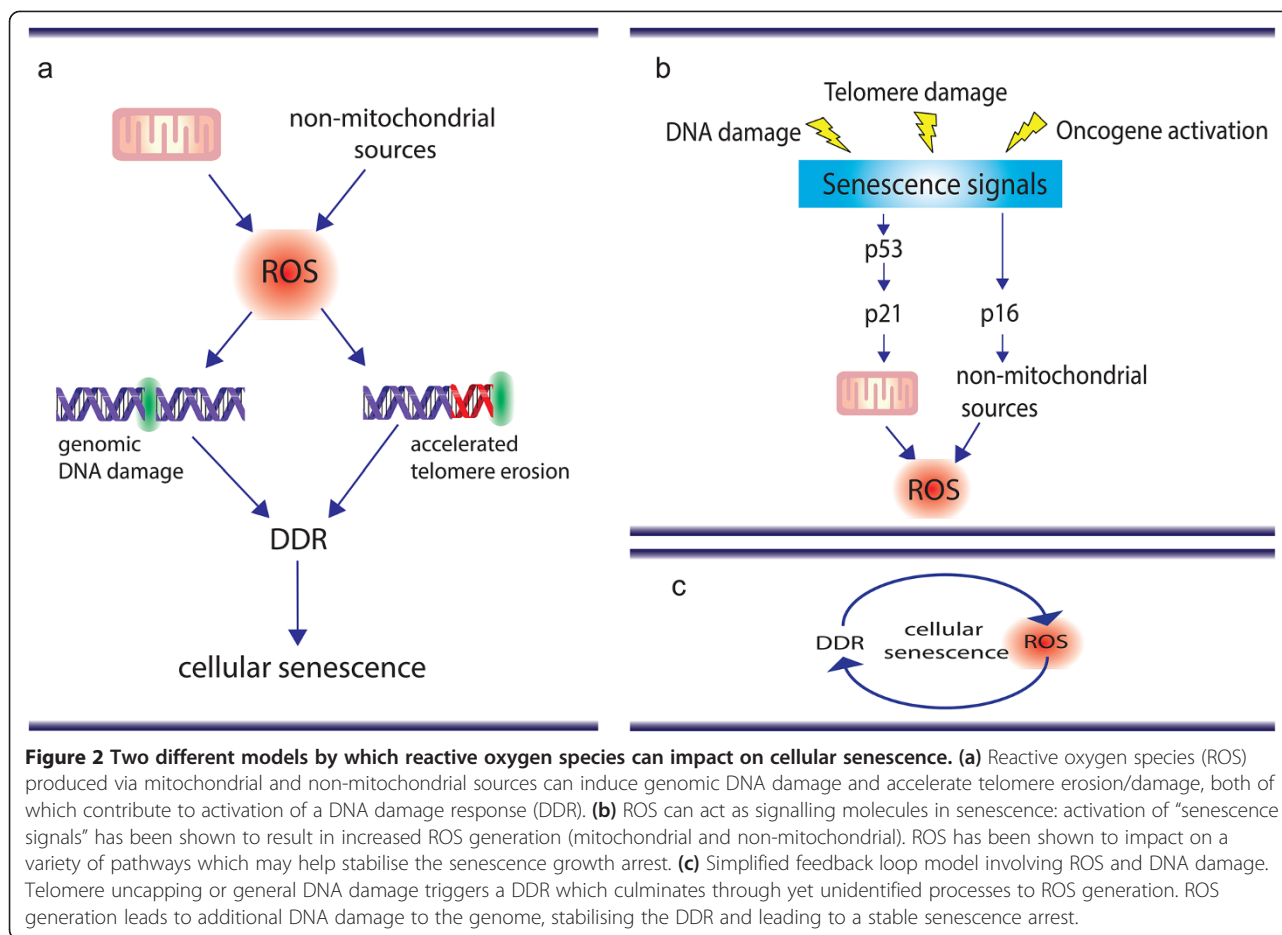 a
non-mitochondrial
sources
ROS
genomic
DNA damage
accelerated
telomere erosion
DDR
cellular senescence
b
Telomere damage
DNA damage
Oncogene activation
Senescence signals
p53
p21
p16
non-mitochondrial
sources
ROS
c
DDR
cellular
senescence
ROS
Figure 2 Two different models by which reactive oxygen species can impact on cellular senescence. (a) Reactive oxygen species (ROS)
produced via mitochondrial and non-mitochondrial sources can induce genomic DNA damage and accelerate telomere erosion/damage, both of
which contribute to activation of a DNA damage response (DDR). (b) ROS can act as signalling molecules in senescence: activation of “senescence
signals” has been shown to result in increased ROS generation (mitochondrial and non-mitochondrial). ROS has been shown to impact on a
variety of pathways which may help stabilise the senescence growth arrest. (c) Simplified feedback loop model involving ROS and DNA damage.
Telomere uncapping or general DNA damage triggers a DDR which culminates through yet unidentified processes to ROS generation. ROS
generation leads to additional DNA damage to the genome, stabilising the DDR and leading to a stable senescence arrest.